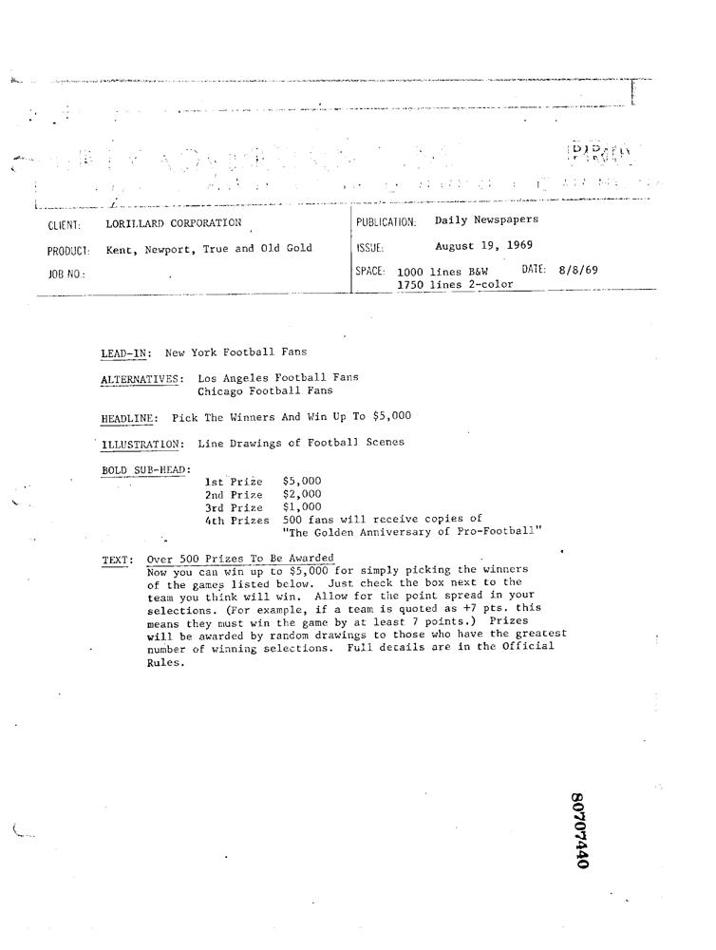 CLIENT: LORILLARD CORPORATION
PUBLICATION: Daily Newspapers
PRODUCT: Kent, Newport, True and Old Gold
ISSUE: August 19, 1969
JOB NO.:
SPACE: 1000 lines B&W DATE: 8/8/69
1750 lines 2-color
LEAD-IN: New York Football Fans
ALTERNATIVES: Los Angeles Football Fans
Chicago Football Fans
HEADLINE: Pick The Winners And Win Up To $5,000
ILLUSTRATION: Line Drawings of Football Scenes
BOLD SUB-HEAD:
1st Prize $5,000
2nd Prize $2,000
3rd Prize $1,000
4th Prizes 500 fans will receive copies of
"The Golden Anniversary of Pro-Football"
TEXT: Over 500 Prizes To Be Awarded
Now you can win up to $5,000 for simply picking the winners
of the games listed below. Just check the box next to the
team you think will win. Allow for the point spread in your
selections. (For example, if a team is quoted as +7 pts. this
means they must win the game by at least 7 points.) Prizes
will be awarded by random drawings to those who have the greatest
number of winning selections. Full details are in the Official
Rules.
80707440